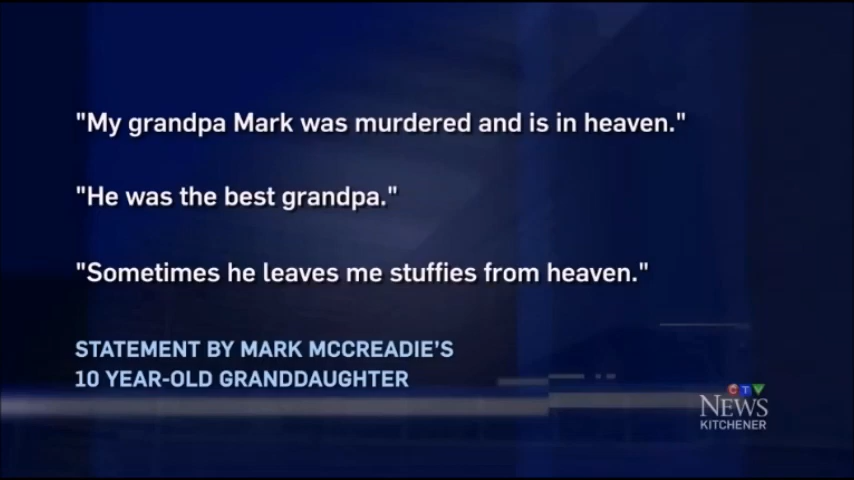 "My grandpa Mark was murdered and is in heaven."
"He was the best grandpa."
"Sometimes he leaves me stuffies from heaven."
STATEMENT BY MARK MCCREADIE'S
10 YEAR-OLD GRANDDAUGHTER
CTV
NEWS
KITCHENER